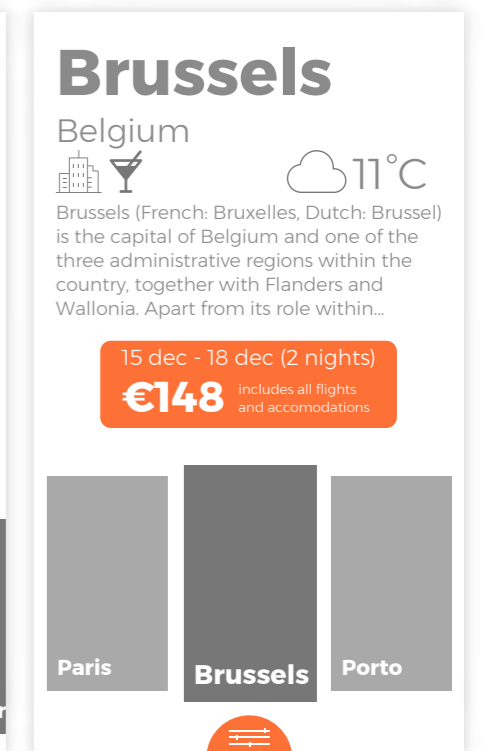 Brussels
Belgium
11°C
Brussels (French: Bruxelles, Dutch: Brussel)
is the capital of Belgium and one of the
three administrative regions within the
country, together with Flanders and
Wallonia. Apart from its role within...
15 dec - 18 dec (2 nights)
€148
includes all flights
and accomodations
Paris
Brussels
Porto